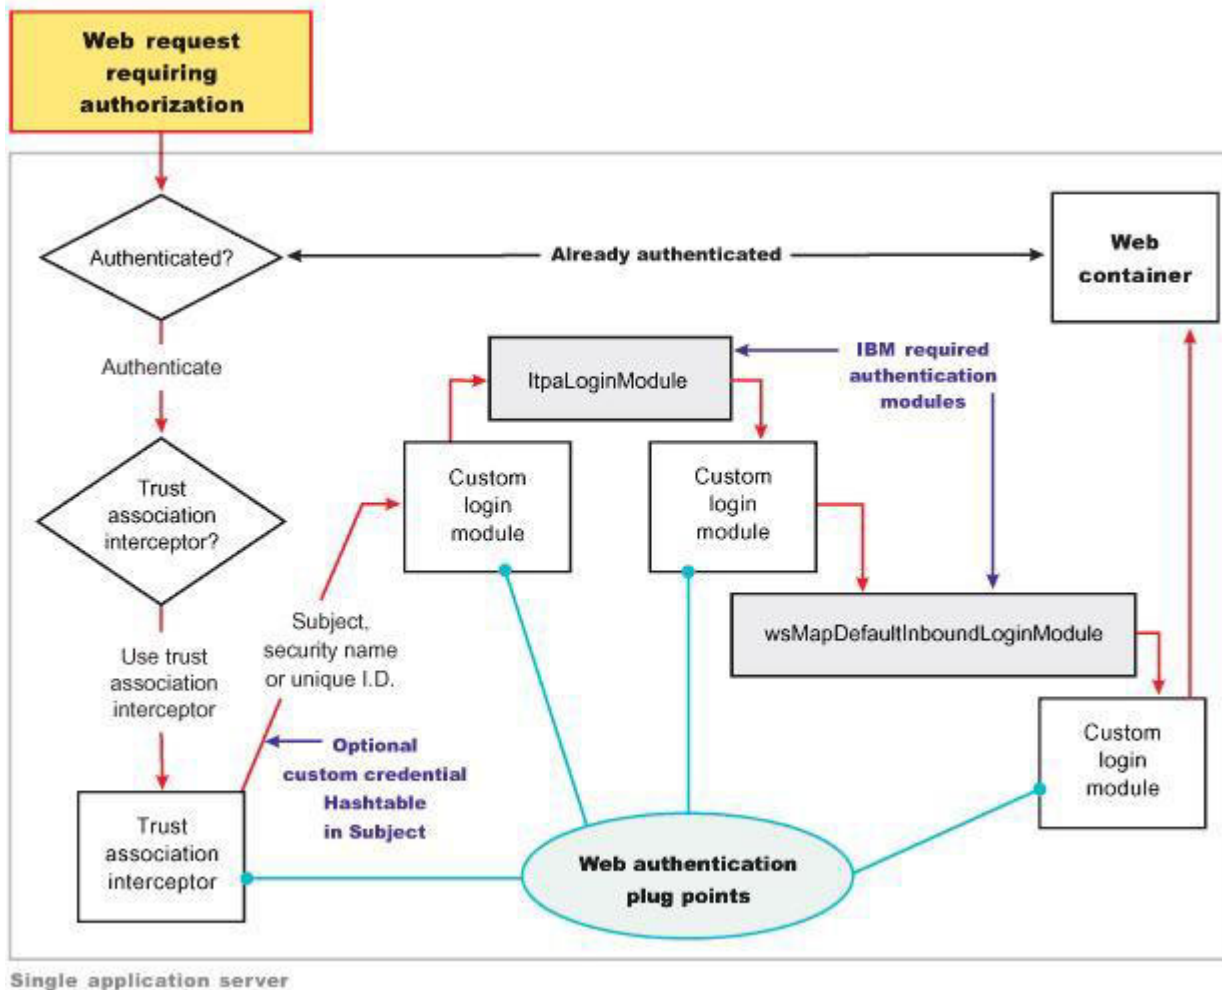 Web request
requiring
authorization
Authenticated?
Already authenticated
Web
container
Authenticate
ltpaLoginModule
IBM required
authentication
modules
Trust
association
interceptor?
Custom
login
module
Custom
login
module
Subject,
security name
or unique I.D.
wsMapDefaultInboundLoginModule
Use trust
association
interceptor
Optional
custom credential
Hashtable
in Subject
Custom
login
module
Trust
association
interceptor
Web authentication
plug points
Single application server